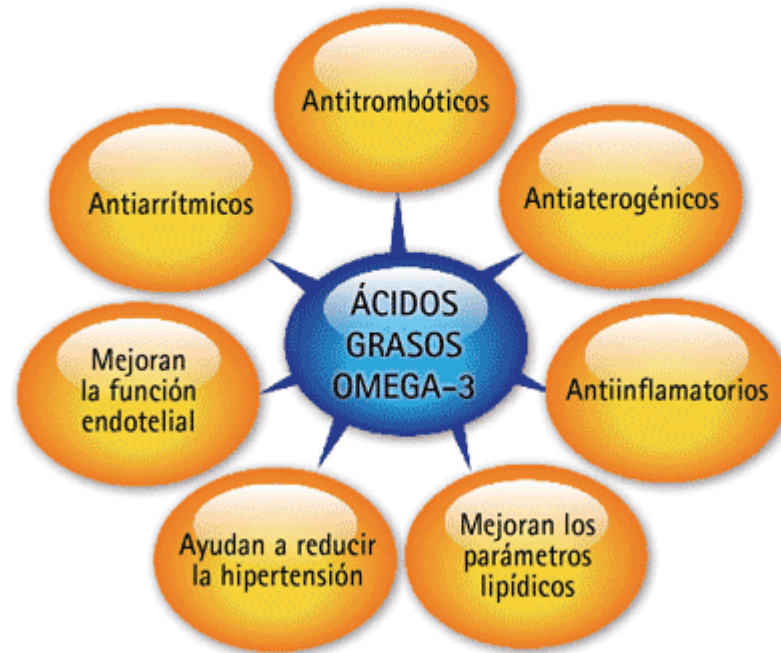 Antitrombóticos
Antiarrítmicos
Antiaterogénicos
ÁCIDOS
GRASOS
OMEGA-3
Mejoran
la función
endotelial
Antiinflamatorios
Ayudan a reducir
la hipertensión
Mejoran los
parámetros
lipídicos